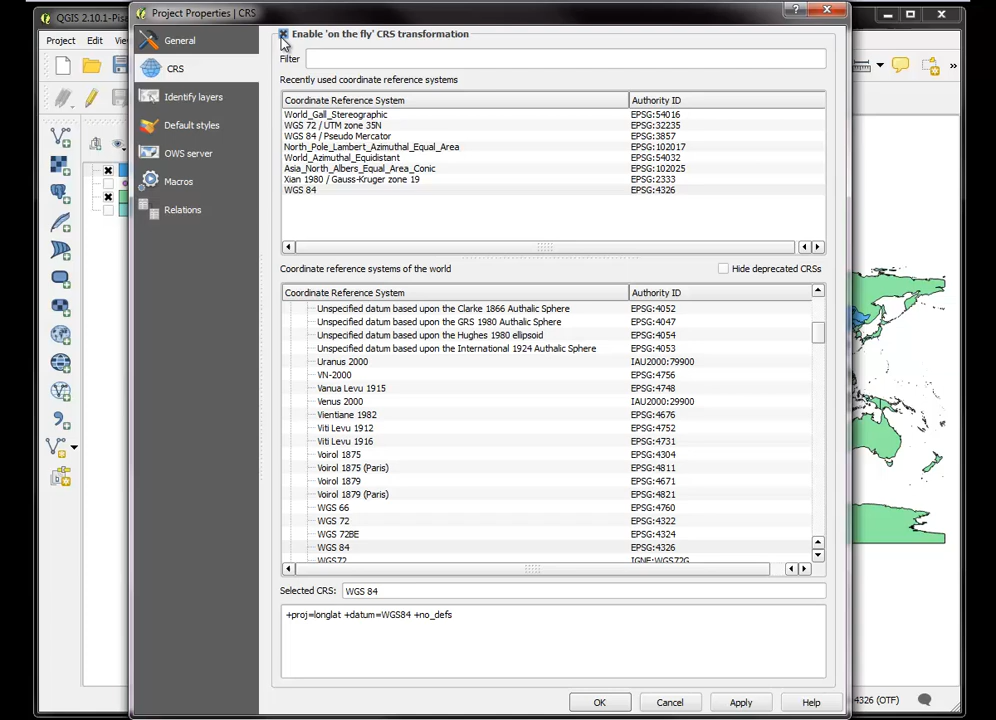 QGIS 2.10.1-Pisa
Project Properties | CRS
Project Edit
General
CRS
Identify layers
Default styles
OWS server
Macros
Relations
Enable 'on the fly' CRS transformation
Filter
Recently used coordinate reference systems
Coordinate Reference System Authority ID
World_Gall_Stereographic EPSG:54016
WGS 72 / UTM zone 35N EPSG:32235
WGS 84 / Pseudo Mercator EPSG:3857
North_Pole_Lambert_Azimuthal_Equal_Area EPSG:102017
World_Azimuthal_Equidistant EPSG:54032
Asia_North_Albers_Equal_Area_Conic EPSG:102025
Xian 1980 / Gauss-Kruger zone 19 EPSG:2333
WGS 84 EPSG:4326
Coordinate reference systems of the world Hide deprecated CRSs
Coordinate Reference System Authority ID
Unspecified datum based upon the Clarke 1866 Authalic Sphere EPSG:4052
Unspecified datum based upon the GRS 1980 Authalic Sphere EPSG:4047
Unspecified datum based upon the Hughes 1980 ellipsoid EPSG:4054
Unspecified datum based upon the International 1924 Authalic Sphere EPSG:4053
Uranus 2000 IAU2000:79900
VN-2000 EPSG:4756
Vanua Levu 1915 EPSG:4748
Venus 2000 IAU2000:29900
Vientiane 1982 EPSG:4676
Viti Levu 1912 EPSG:4752
Viti Levu 1916 EPSG:4731
Voirol 1875 EPSG:4304
Voirol 1875 (Paris) EPSG:4811
Voirol 1879 EPSG:4671
Voirol 1879 (Paris) EPSG:4821
WGS 66 EPSG:4760
WGS 72 EPSG:4322
WGS 72BE EPSG:4324
WGS 84 EPSG:4326
WGS72 IGNF:WGS72G
Selected CRS: WGS 84
+proj=longlat +datum=WGS84 +no_defs
OK Cancel Apply Help
4326 (OTF)